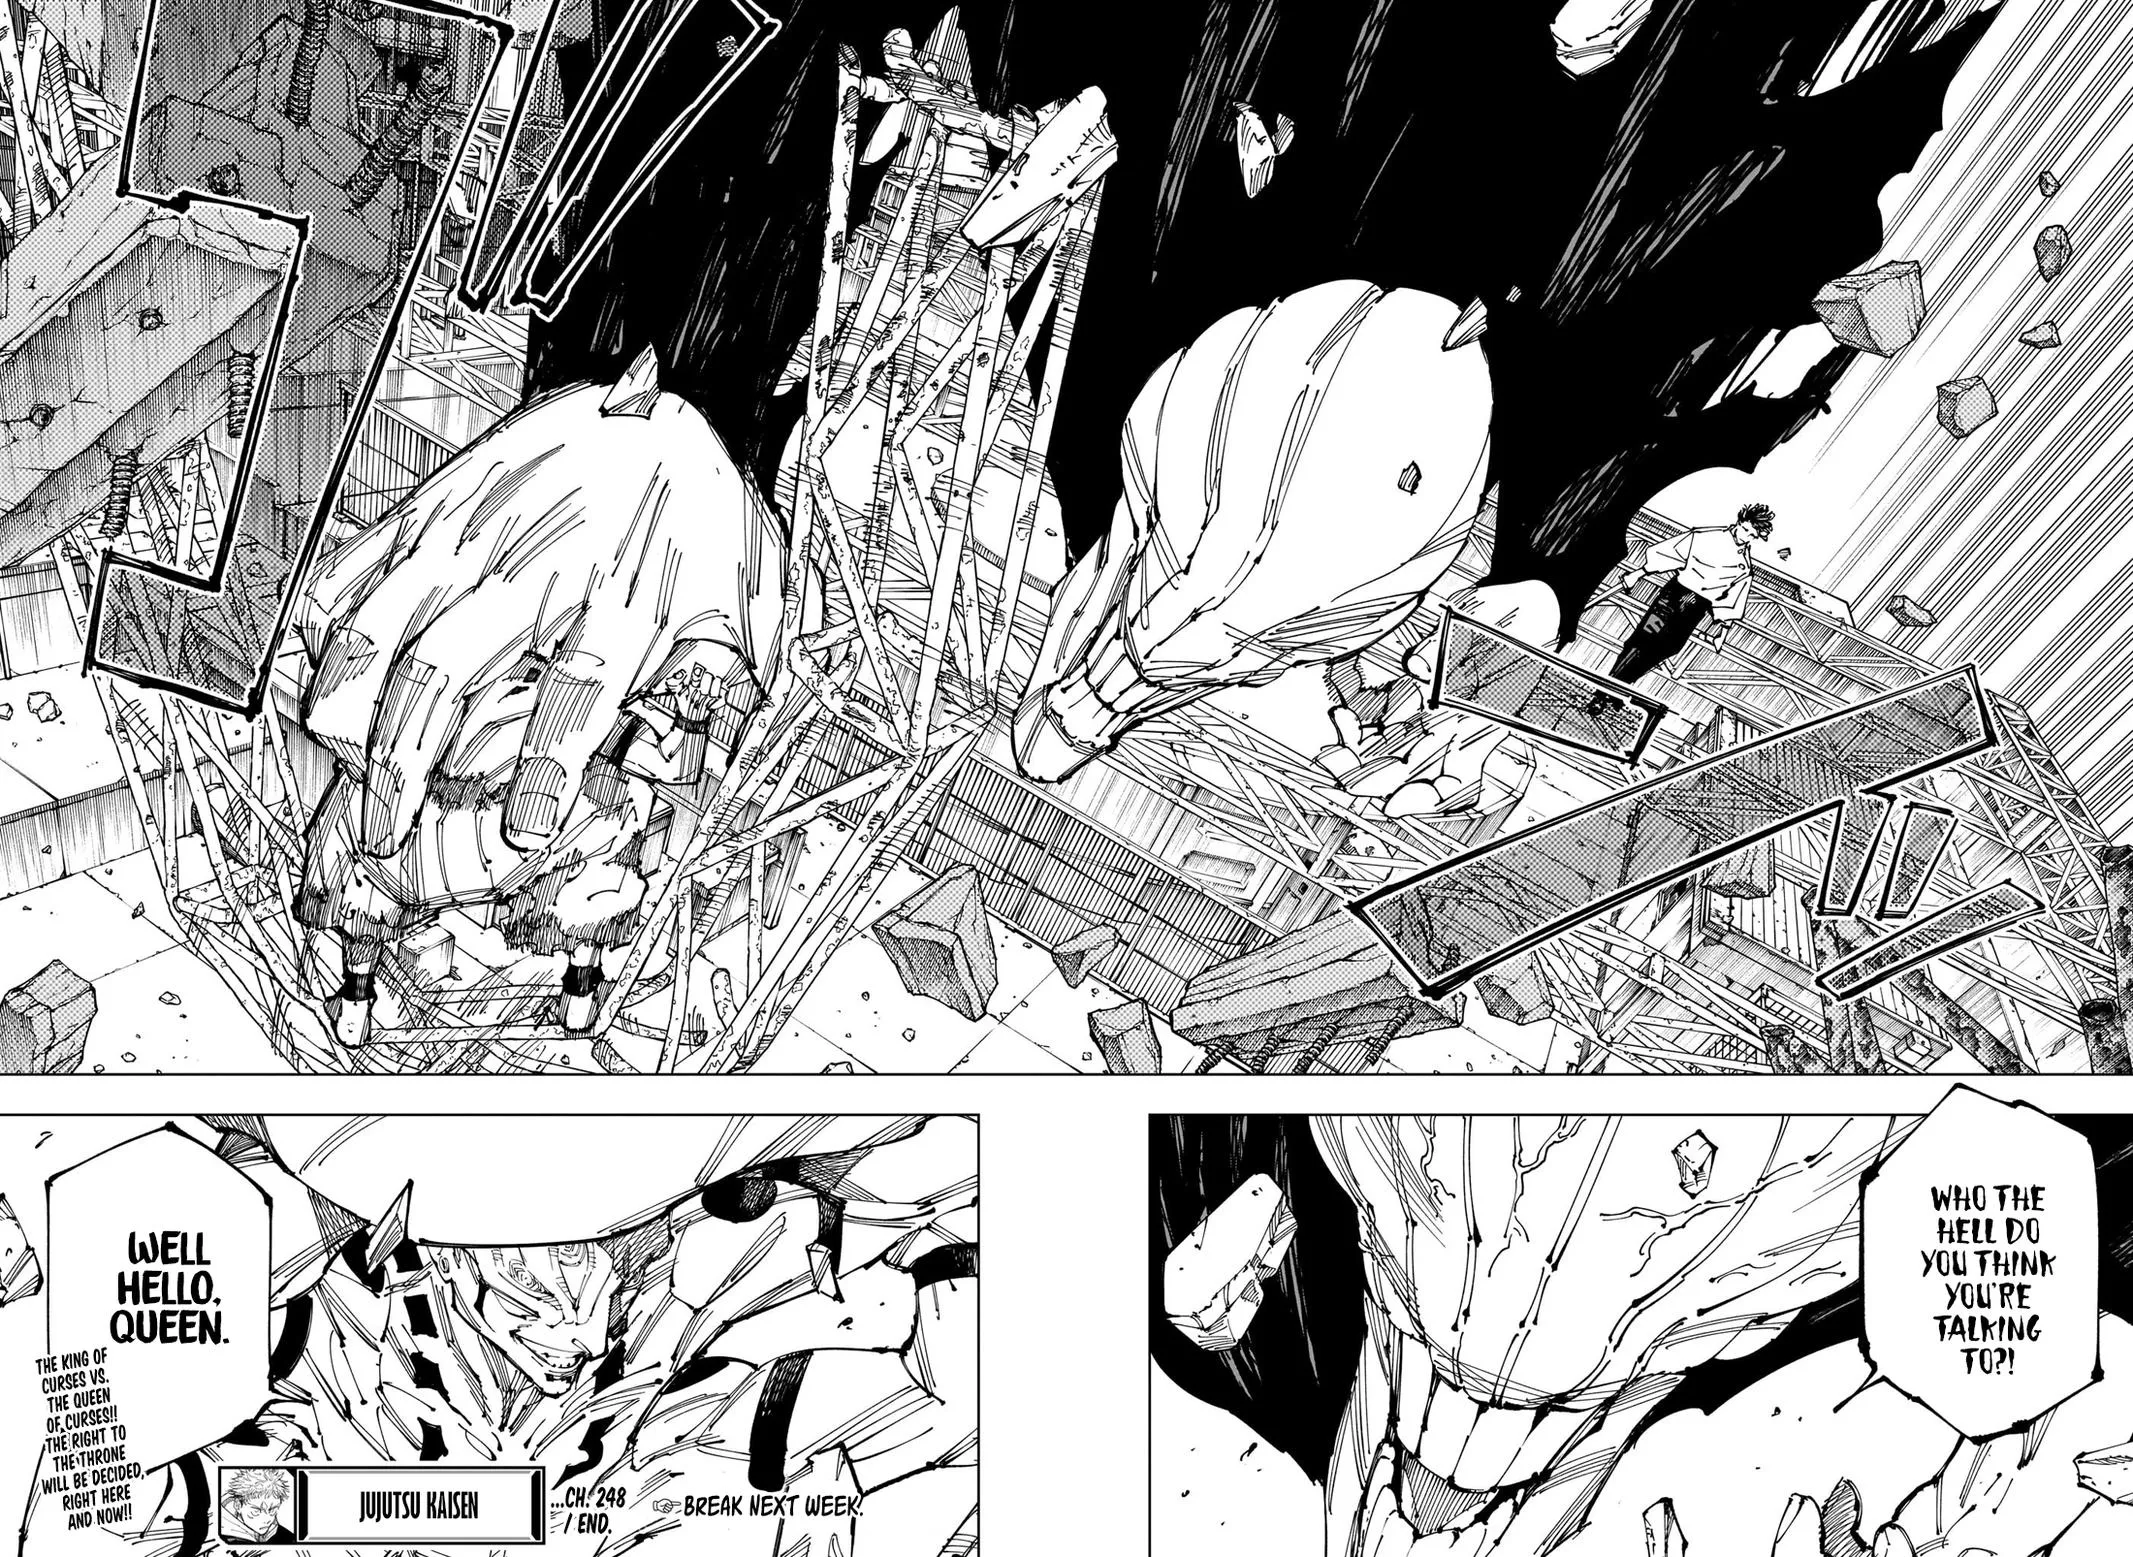 WHO THE
HELL DO
YOU THINK
YOU'RE
TALKING
TO?!
WELL
HELLO,
QUEEN.
THE KING OF
CURSES VS.
THE QUEEN
OF CURSES!!
THE RIGHT TO
THE THRONE
WILL BE DECIDED,
RIGHT HERE
AND NOW!!
JUJUTSU KAISEN
...CH. 248
/ END.
BREAK NEXT WEEK.